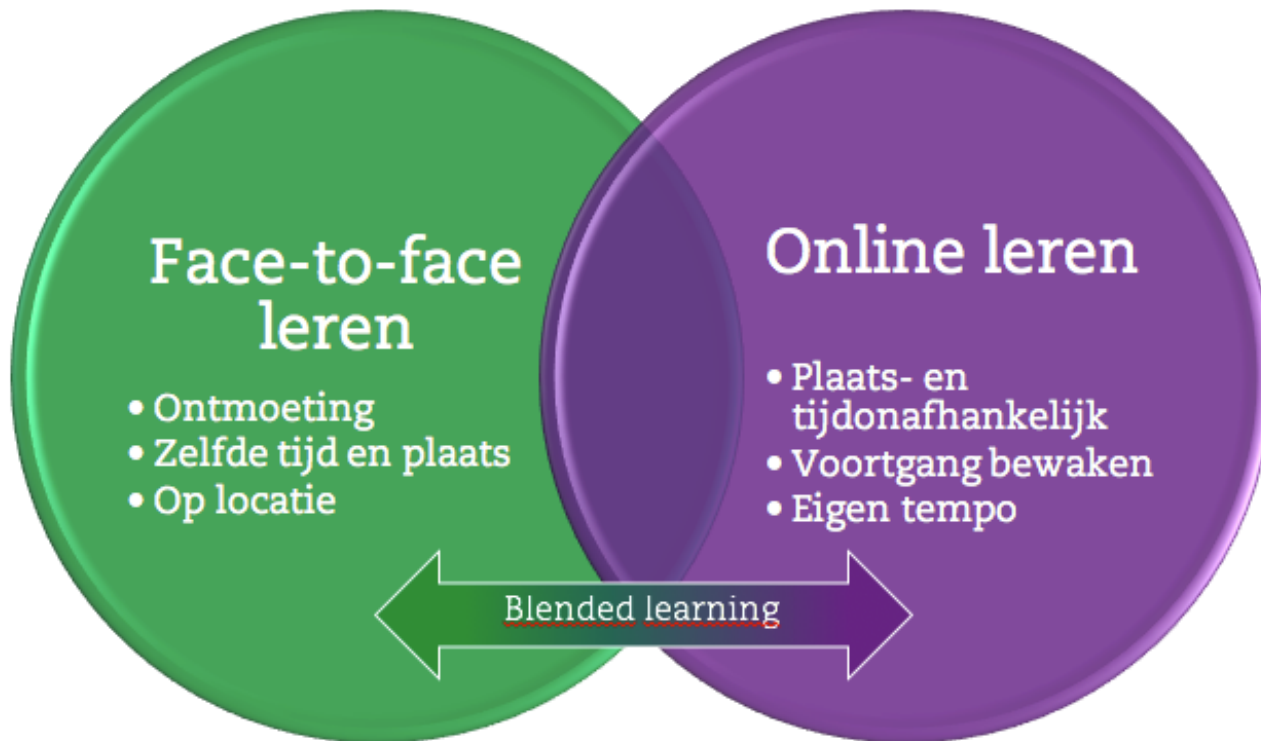 Face-to-face
leren
• Ontmoeting
• Zelfde tijd en plaats
• Op locatie
Online leren
• Plaats- en
tijdonafhankelijk
• Voortgang bewaken
• Eigen tempo
Blended learning